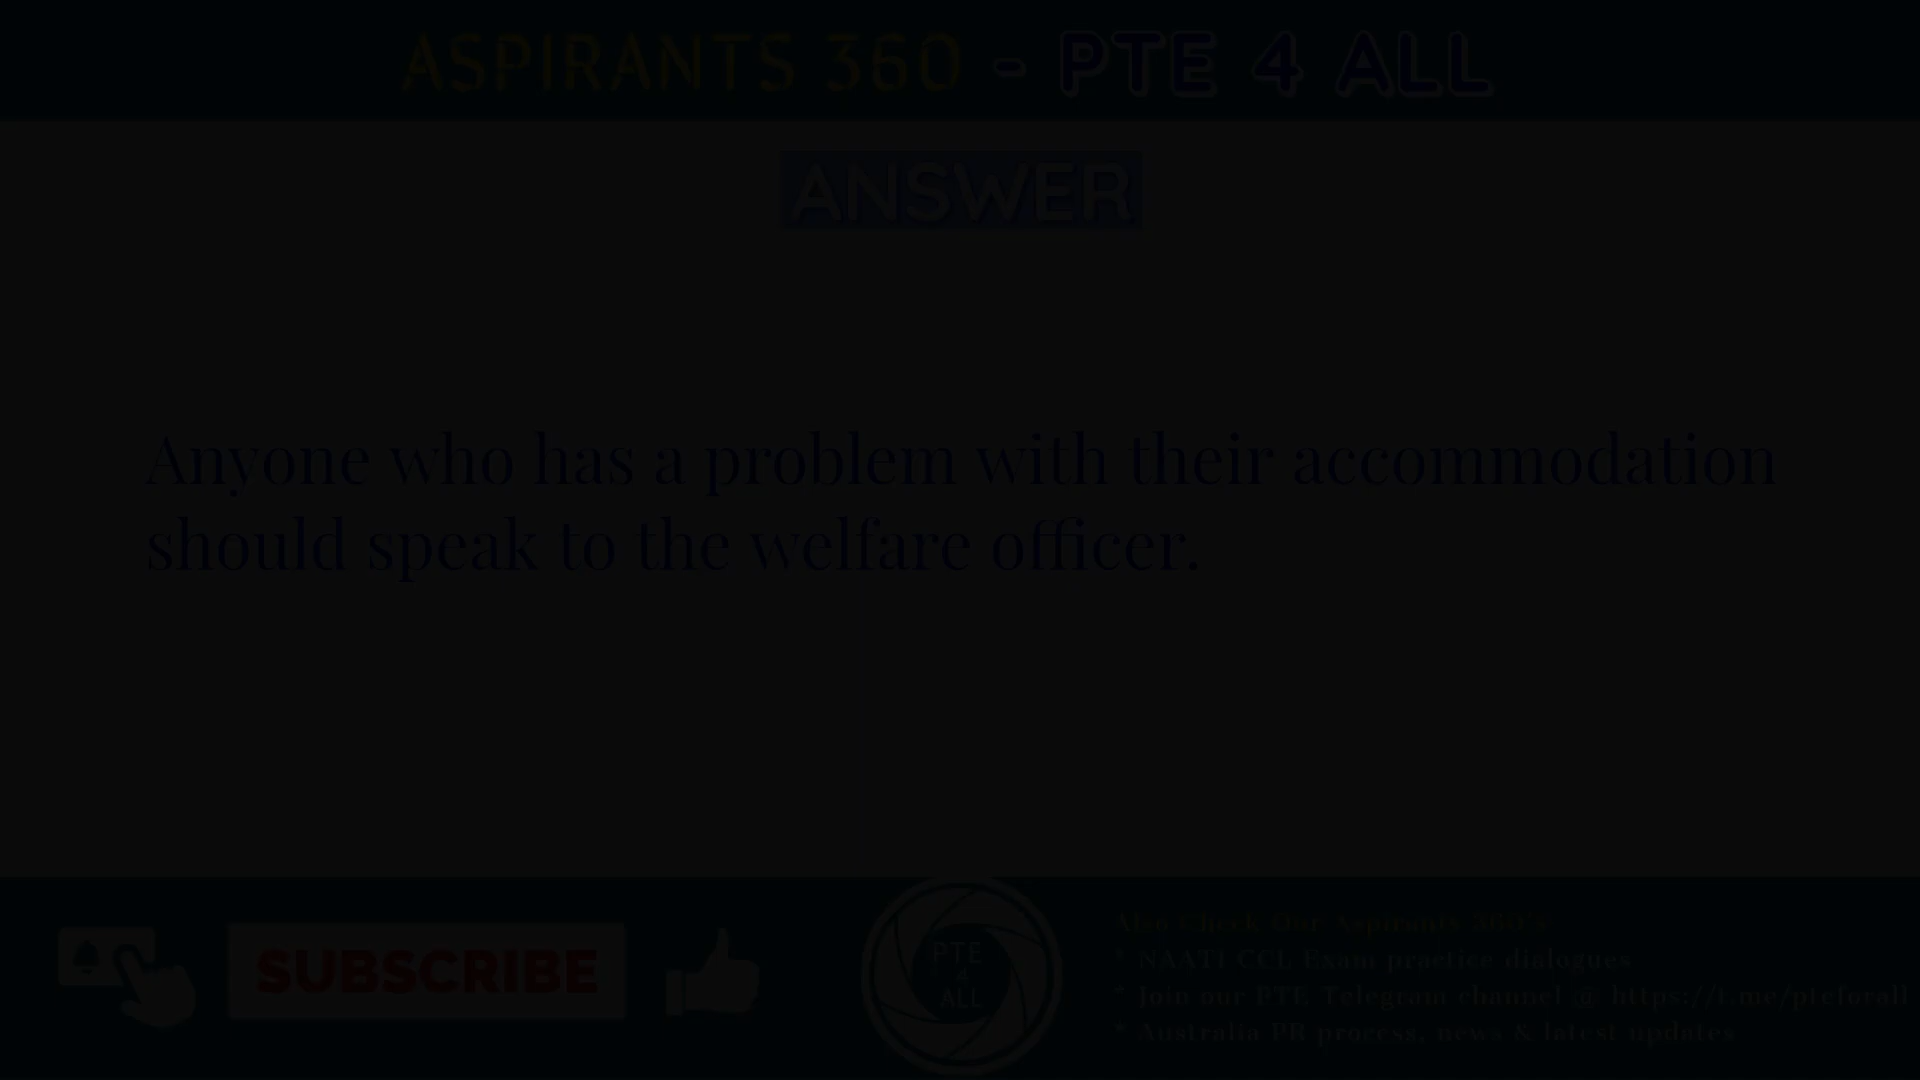 ASPIRANTS 360 - PTE 4 ALL
ANSWER
Anyone who has a problem with their accommodation
should speak to the welfare officer.
SUBSCRIBE
PTE
4
ALL
Also Check Our Aspirants 360's
* NAATI CCL Exam practice dialogues
* Join our PTE Telegram channel @ https://t.me/pteforall
* Australia PR process, news & latest updates